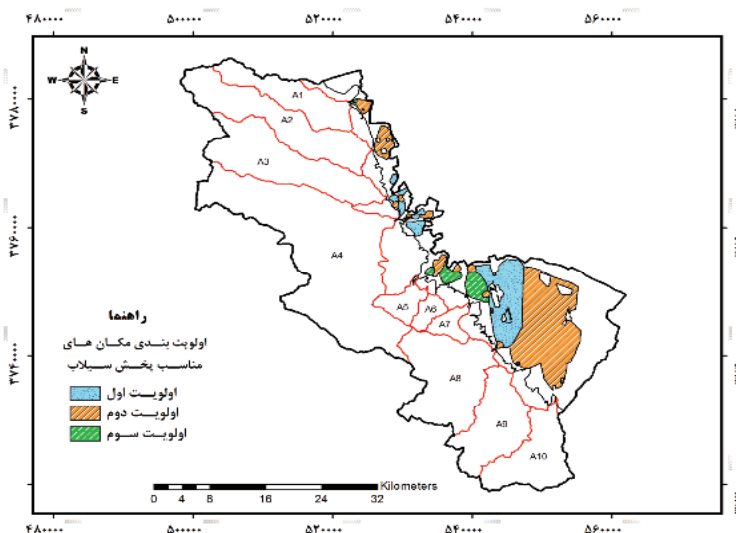 ۴۸۰۰۰۰ ۵۰۰۰۰۰ ۵۲۰۰۰۰ ۵۴۰۰۰۰ ۵۶۰۰۰۰
N
W E
S
۳۷۸۰۰۰۰
۳۷۶۰۰۰۰
۳۷۴۰۰۰۰
A1
A2
A3
A4
A5
A6
A7
A8
A9
A10
راهنما
اولویت بندی مکان های
مناسب پخش سیلاب
اولویت اول
اولویت دوم
اولویت سوم
Kilometers
0 4 8 16 24 32
۴۸۰۰۰۰ ۵۰۰۰۰۰ ۵۲۰۰۰۰ ۵۴۰۰۰۰ ۵۶۰۰۰۰